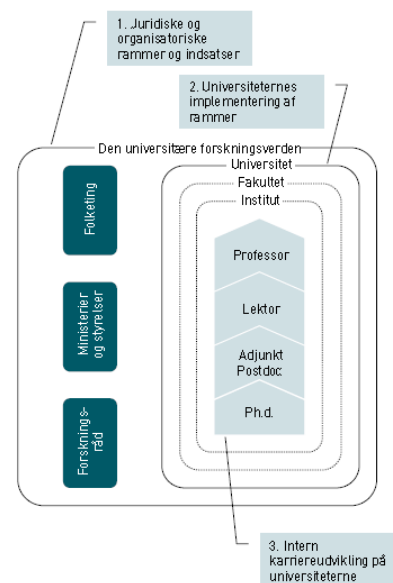 1. Juridiske og
organisatoriske
rammer og indsatser
2. Universiteternes
implementering af
rammer
Den universitære forskningsverden
Universitet
Fakultet
Institut
Folketing
Ministerier
og styrelser
Forsknings-
råd
Professor
Lektor
Adjunkt
Postdoc
Ph.d.
3. Intern
karriereudvikling på
universiteterne